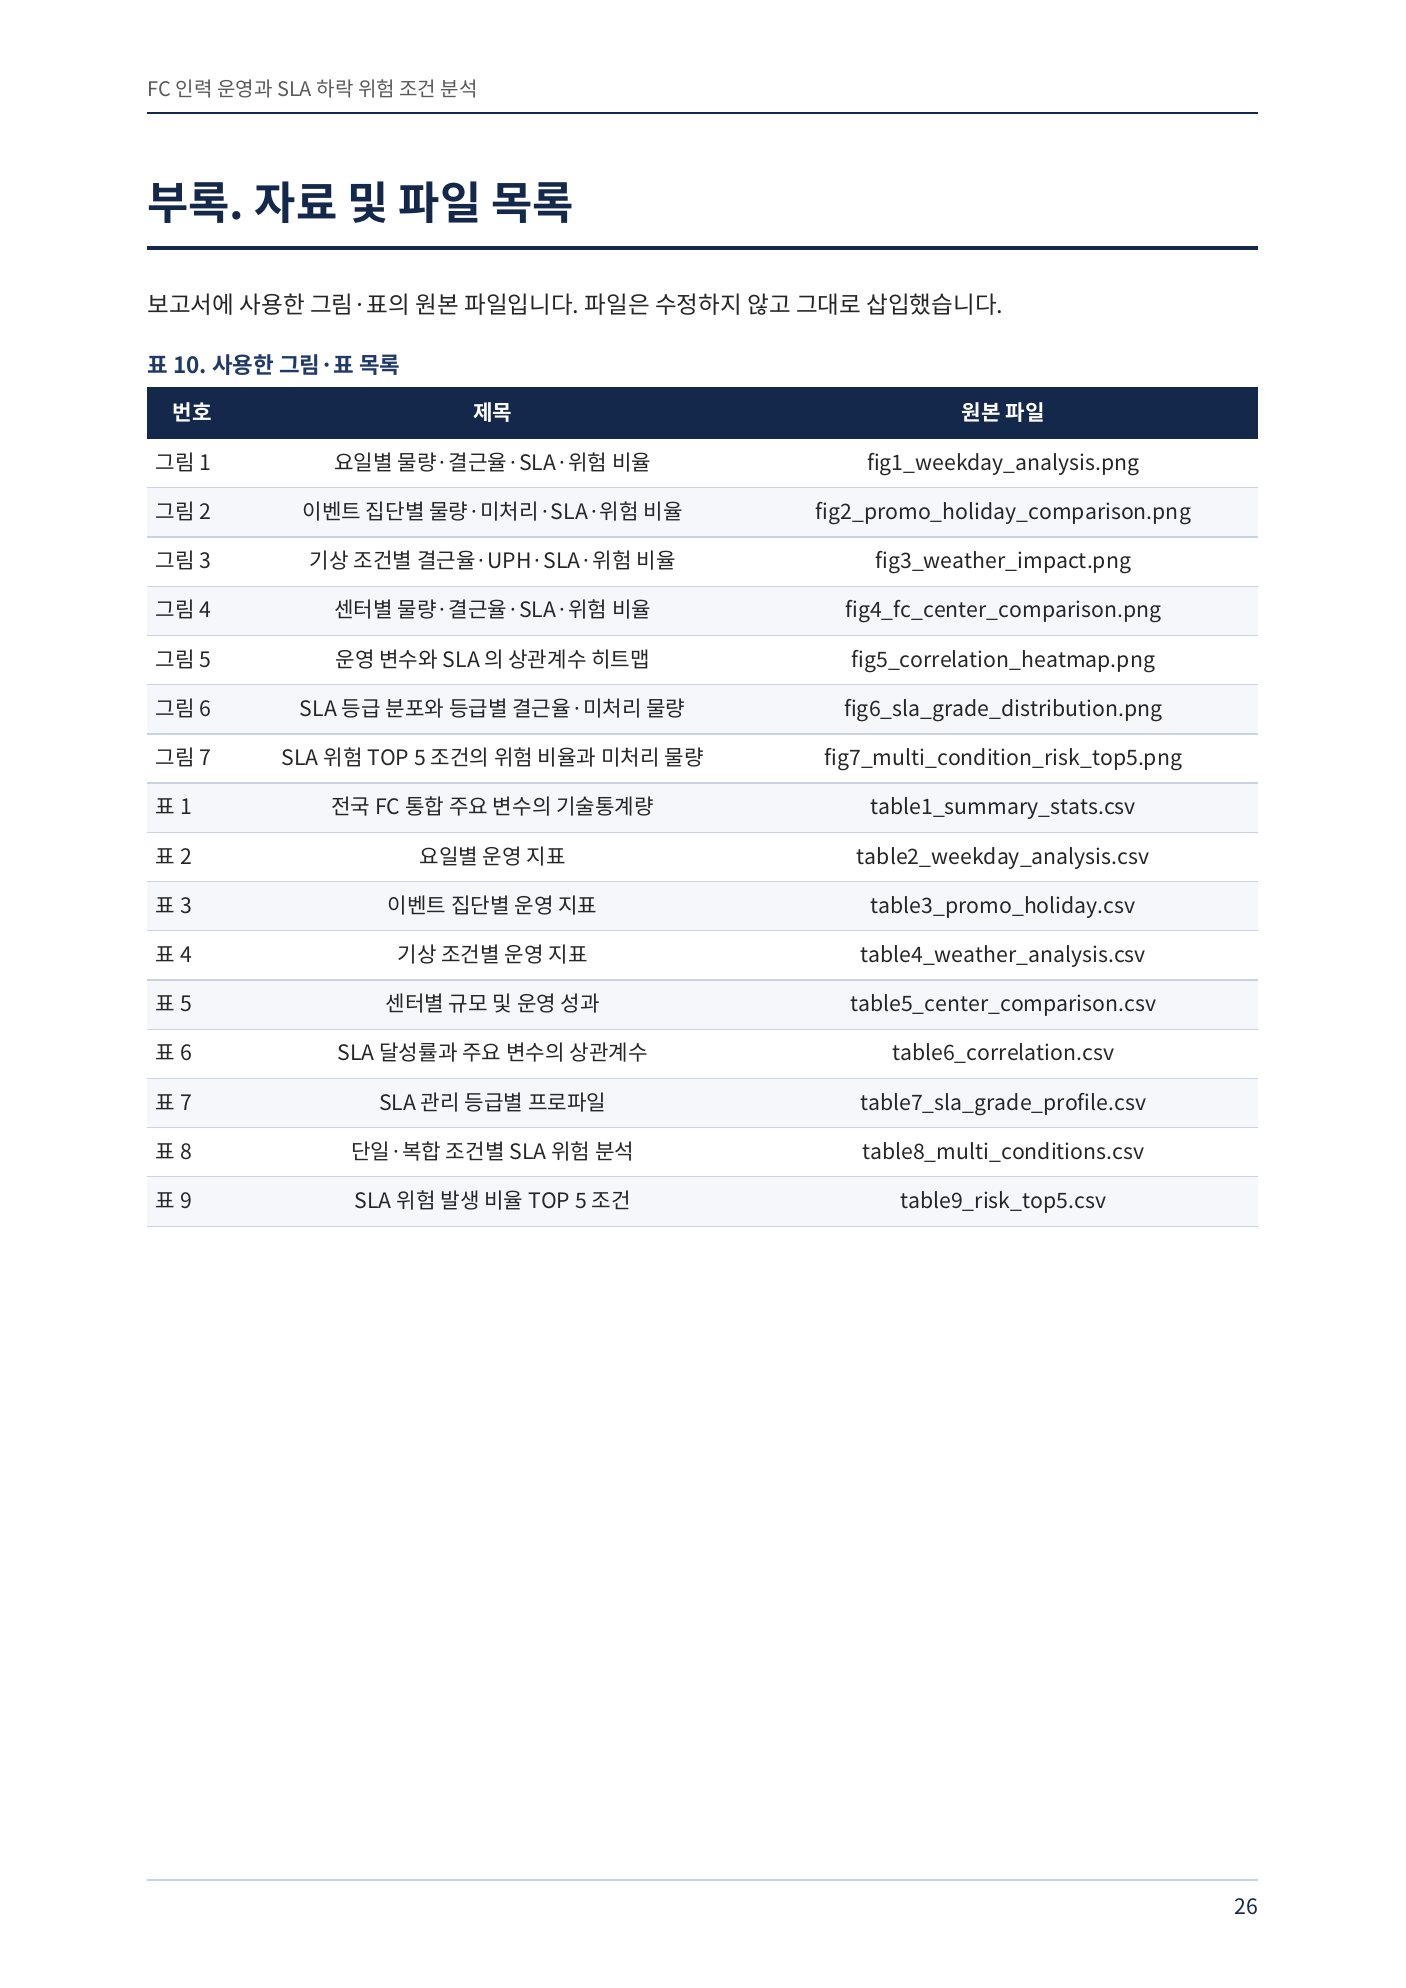 FC 인력 운영과 SLA 하락 위험 조건 분석
부록. 자료 및 파일 목록
보고서에 사용한 그림·표의 원본 파일입니다. 파일은 수정하지 않고 그대로 삽입했습니다.
표 10. 사용한 그림·표 목록
번호 제목 원본 파일
그림 1 요일별 물량·결근율·SLA·위험 비율 fig1_weekday_analysis.png
그림 2 이벤트 집단별 물량·미처리·SLA·위험 비율 fig2_promo_holiday_comparison.png
그림 3 기상 조건별 결근율·UPH·SLA·위험 비율 fig3_weather_impact.png
그림 4 센터별 물량·결근율·SLA·위험 비율 fig4_fc_center_comparison.png
그림 5 운영 변수와 SLA 의 상관계수 히트맵 fig5_correlation_heatmap.png
그림 6 SLA 등급 분포와 등급별 결근율·미처리 물량 fig6_sla_grade_distribution.png
그림 7 SLA 위험 TOP 5 조건의 위험 비율과 미처리 물량 fig7_multi_condition_risk_top5.png
표 1 전국 FC 통합 주요 변수의 기술통계량 table1_summary_stats.csv
표 2 요일별 운영 지표 table2_weekday_analysis.csv
표 3 이벤트 집단별 운영 지표 table3_promo_holiday.csv
표 4 기상 조건별 운영 지표 table4_weather_analysis.csv
표 5 센터별 규모 및 운영 성과 table5_center_comparison.csv
표 6 SLA 달성률과 주요 변수의 상관계수 table6_correlation.csv
표 7 SLA 관리 등급별 프로파일 table7_sla_grade_profile.csv
표 8 단일·복합 조건별 SLA 위험 분석 table8_multi_conditions.csv
표 9 SLA 위험 발생 비율 TOP 5 조건 table9_risk_top5.csv
26